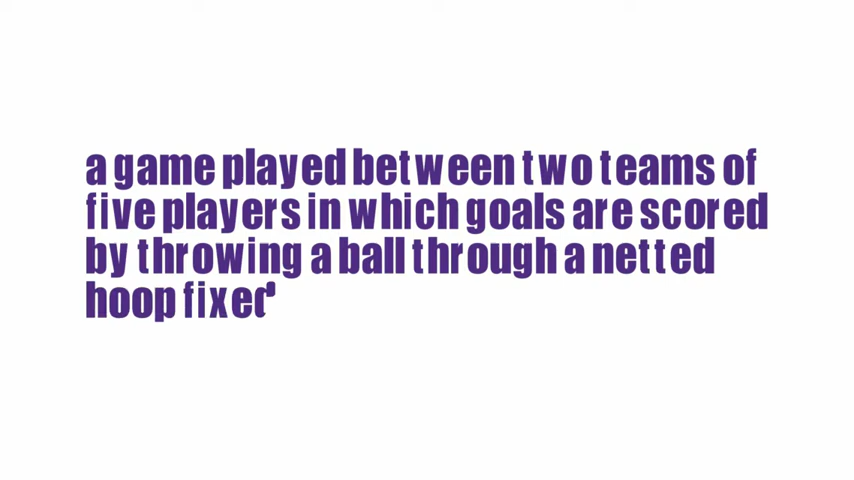 a game played between two teams of
five players in which goals are scored
by throwing a ball through a netted
hoop